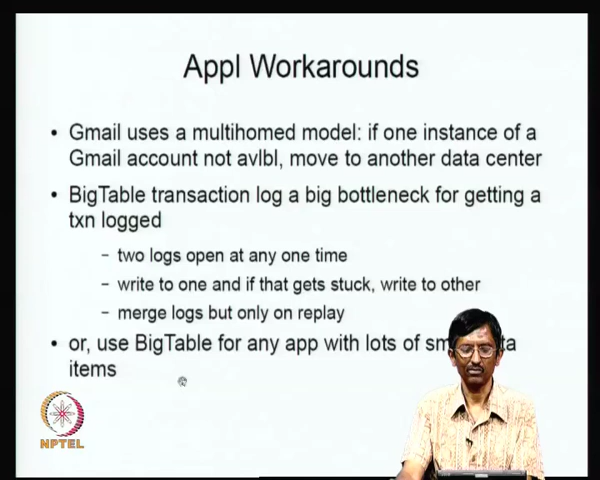 Appl Workarounds
• Gmail uses a multihomed model: if one instance of a
Gmail account not avlbl, move to another data center
• BigTable transaction log a big bottleneck for getting a
txn logged
– two logs open at any one time
– write to one and if that gets stuck, write to other
– merge logs but only on replay
• or, use BigTable for any app with lots of
items
NPTEL